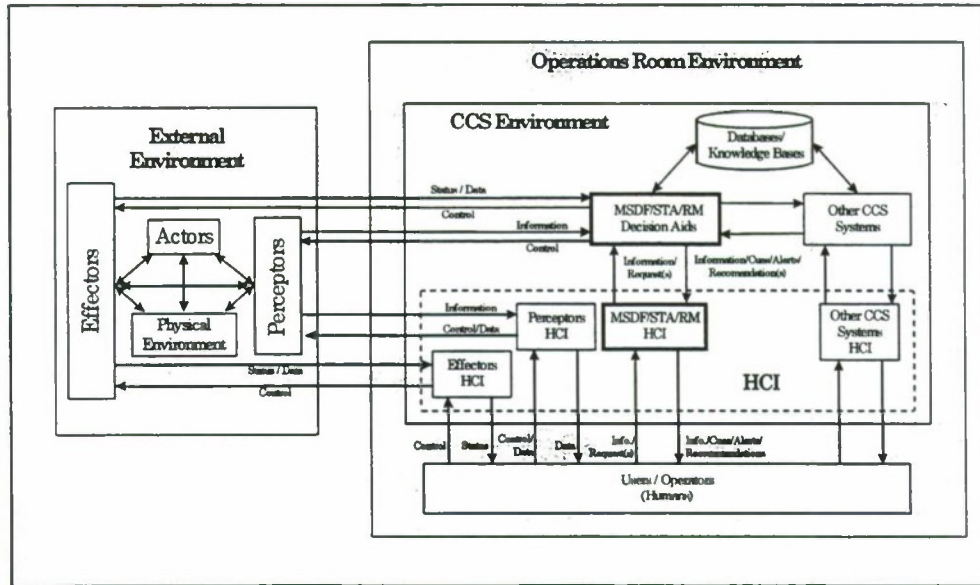 Operations Room Environment
External
Environment
Effectors
Actors
Physical
Environment
Perceptors
CCS Environment
Databases/
Knowledge Bases
Status / Data
Control
Information
Control
MSDF/STA/RM
Decision Aids
Other CCS
Systems
Information/
Request(s)
Information/Cues/Alerts/
Recomendation(s)
Information
Control/Data
Perceptors
HCI
MSDF/STA/RM
HCI
Other CCS
Systems
HCI
Status / Data
Control
Effectors
HCI
HCI
Control
Status
Control/
Data
Data
Info./
Request(s)
Info./Cues/Alerts/
Recomendations
Users / Operators
(Humans)